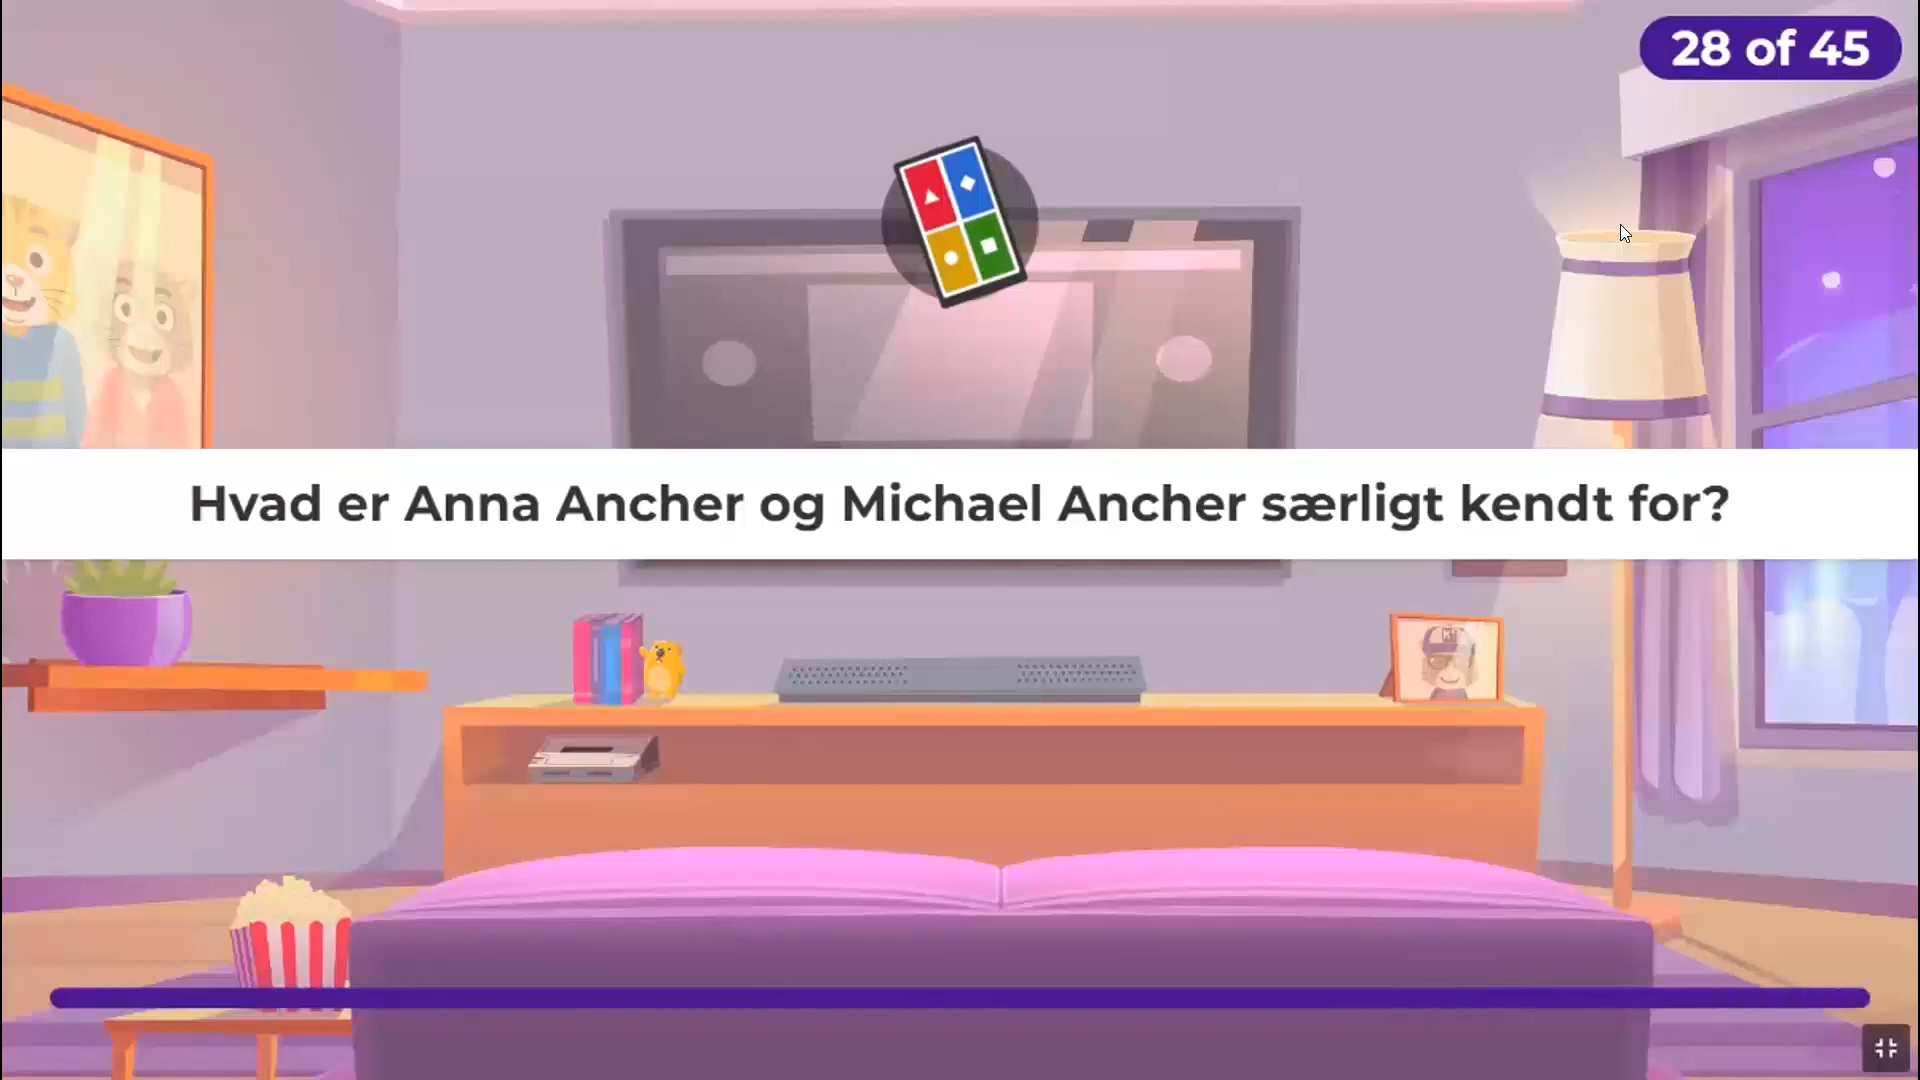 28 of 45
Hvad er Anna Ancher og Michael Ancher særligt kendt for?